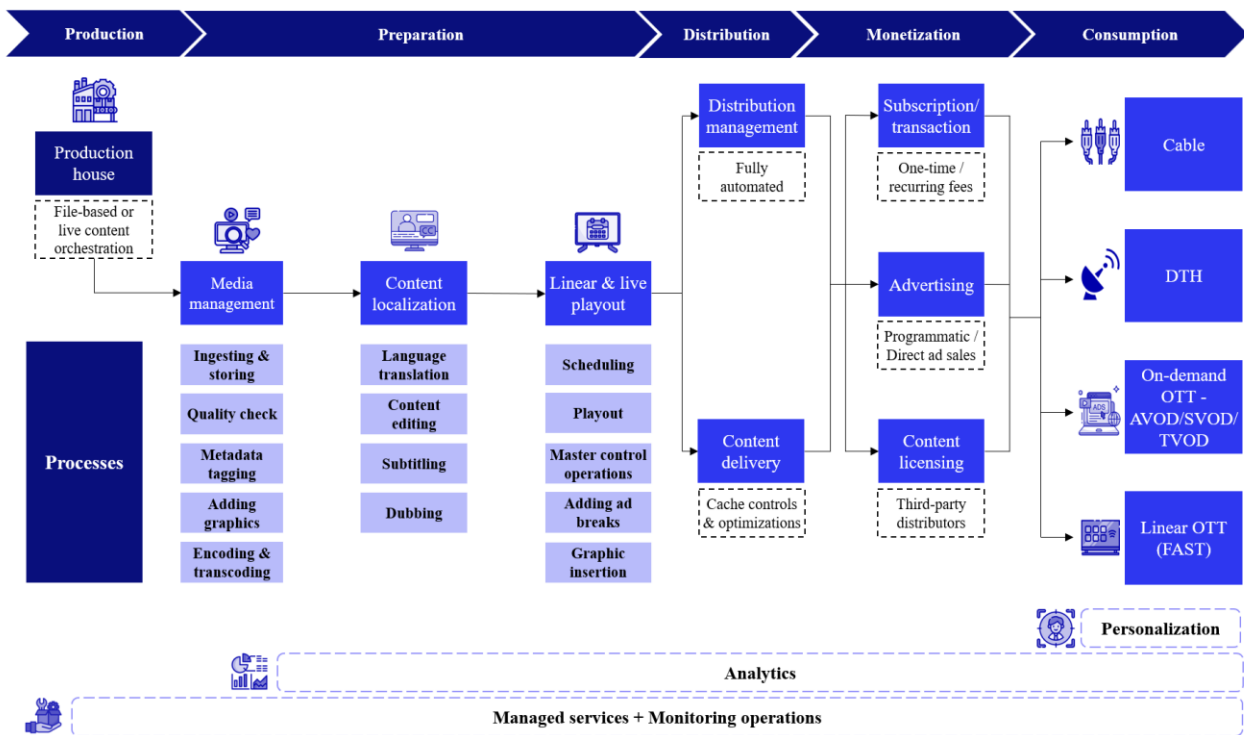 Production
Preparation
Distribution
Monetization
Consumption
Production
house
File-based or
live content
orchestration
Media
management
Content
localization
Linear & live
playout
Distribution
management
Fully
automated
Content
delivery
Cache controls
& optimizations
Subscription/
transaction
One-time /
recurring fees
Advertising
Programmatic /
Direct ad sales
Content
licensing
Third-party
distributors
Cable
DTH
ADS
On-demand
OTT -
AVOD/SVOD/
TVOD
Linear OTT
(FAST)
Processes
Ingesting &
storing
Quality check
Metadata
tagging
Adding
graphics
Encoding &
transcoding
CC
Language
translation
Content
editing
Subtitling
Dubbing
Scheduling
Playout
Master control
operations
Adding ad
breaks
Graphic
insertion
Personalization
Analytics
Managed services + Monitoring operations